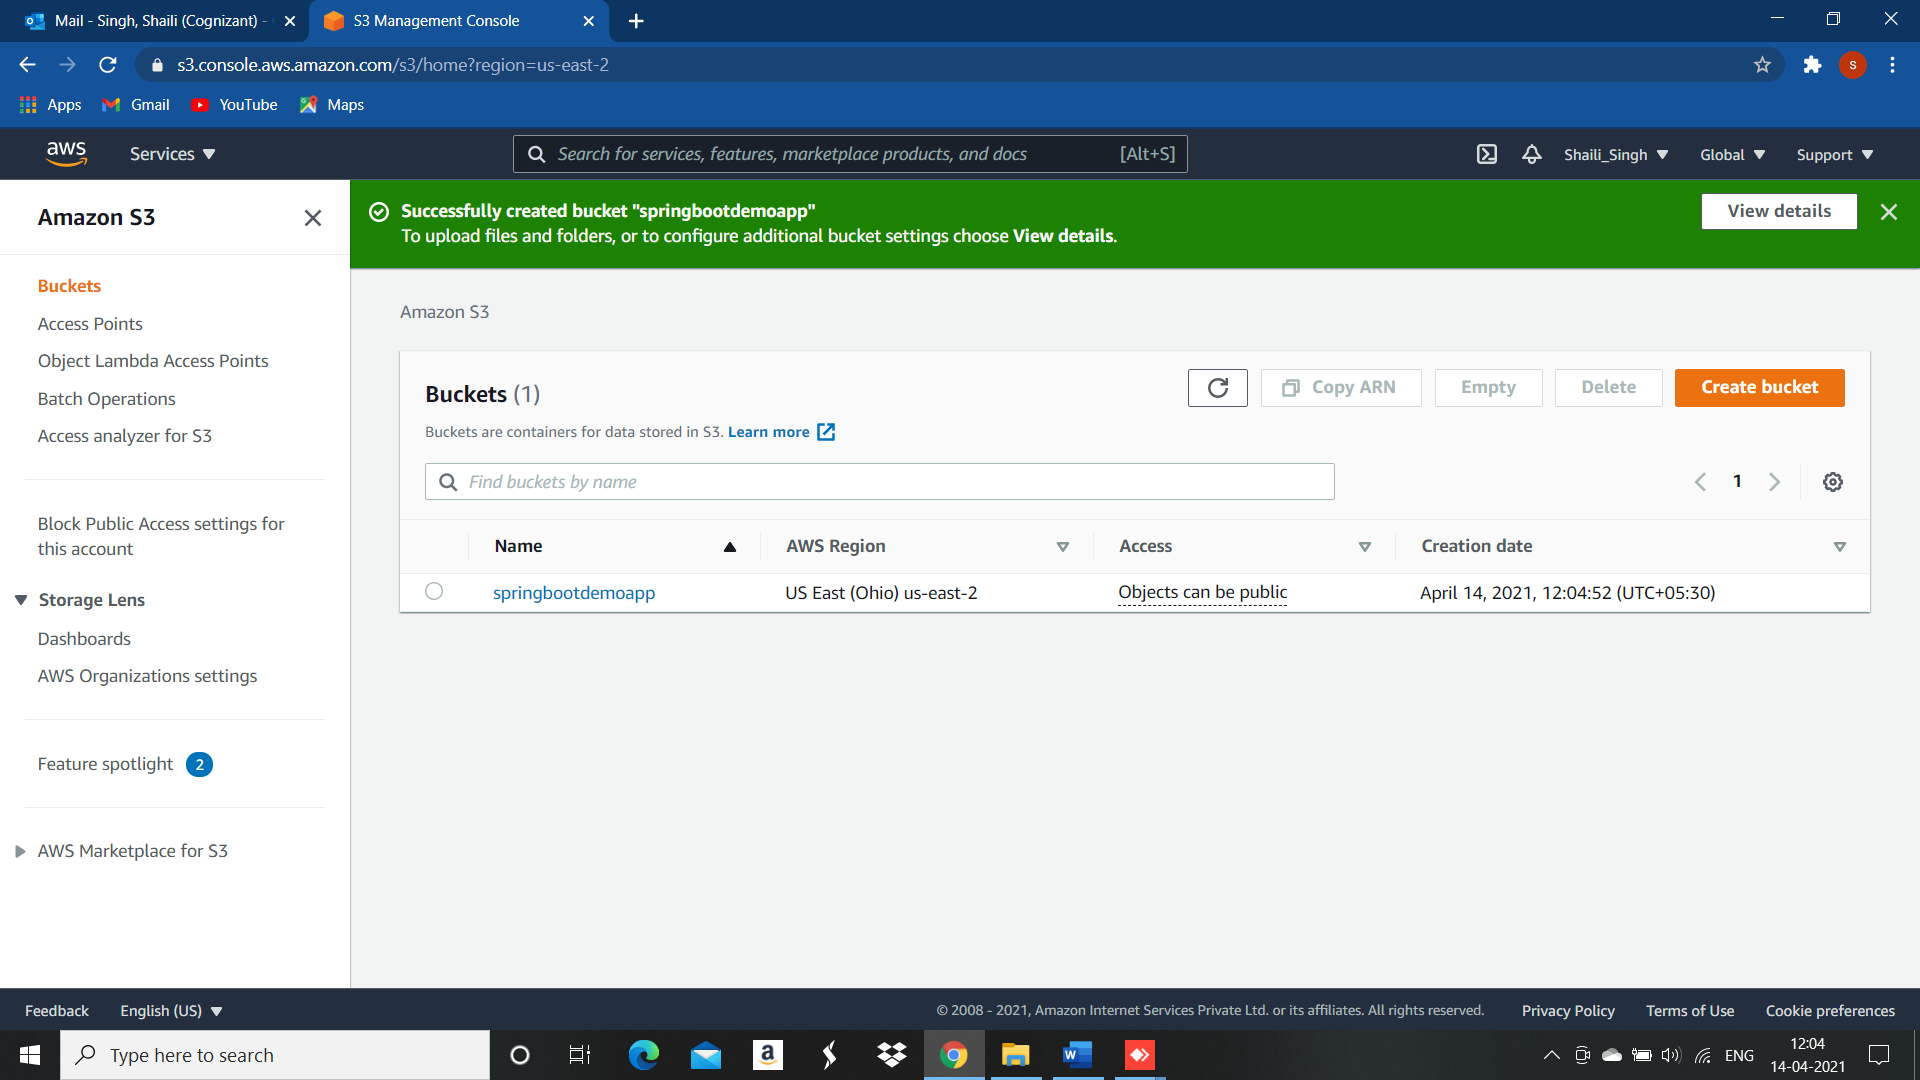 Mail - Singh, Shaili (Cognizant) -
S3 Management Console
s3.console.aws.amazon.com/s3/home?region=us-east-2
S
Apps
Gmail
YouTube
Maps
aws
Services
Search for services, features, marketplace products, and docs
[Alt+S]
Shaili_Singh
Global
Support
Amazon S3
Successfully created bucket "springbootdemoapp"
To upload files and folders, or to configure additional bucket settings choose View details.
View details
Buckets
Access Points
Object Lambda Access Points
Batch Operations
Access analyzer for S3
Block Public Access settings for
this account
Storage Lens
Dashboards
AWS Organizations settings
Feature spotlight 2
AWS Marketplace for S3
Amazon S3
Buckets (1)
Copy ARN
Empty
Delete
Create bucket
Buckets are containers for data stored in S3. Learn more
Find buckets by name
1
Name
AWS Region
Access
Creation date
springbootdemoapp
US East (Ohio) us-east-2
Objects can be public
April 14, 2021, 12:04:52 (UTC+05:30)
Feedback
English (US)
© 2008 - 2021, Amazon Internet Services Private Ltd. or its affiliates. All rights reserved.
Privacy Policy
Terms of Use
Cookie preferences
Type here to search
ENG
12:04
14-04-2021